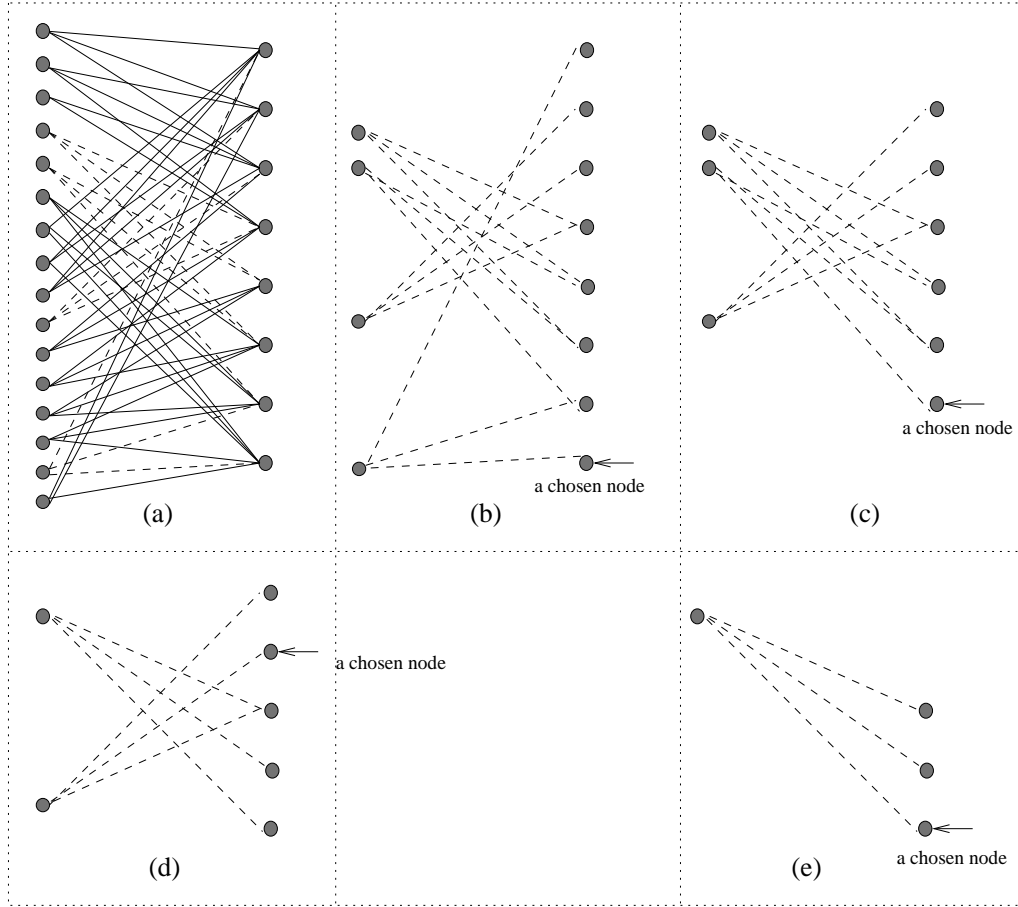 a chosen node
a chosen node
(a)
(b)
(c)
a chosen node
a chosen node
(d)
(e)